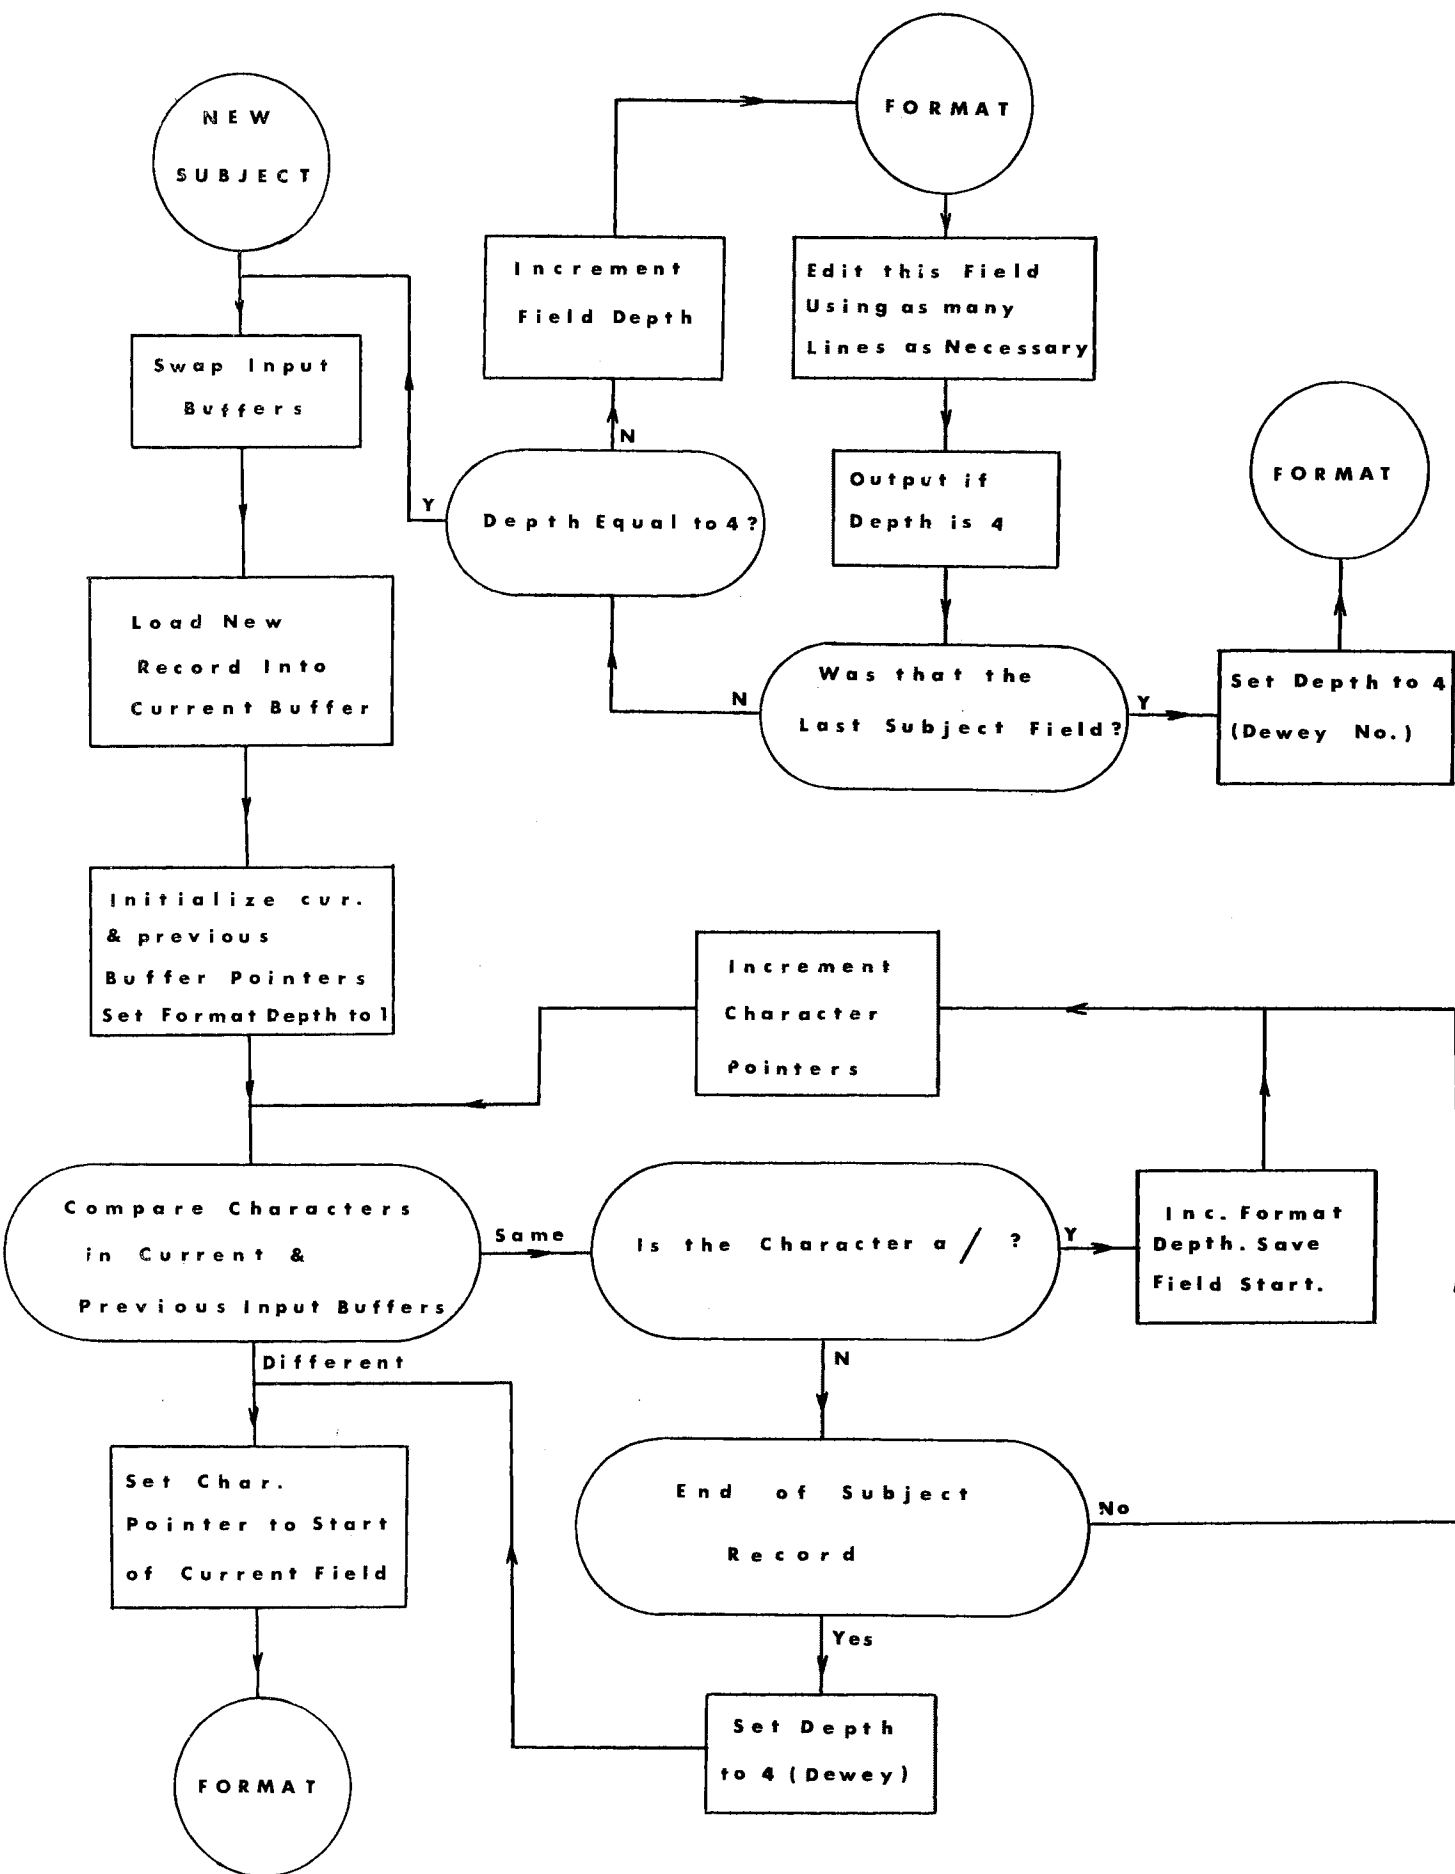 NEW
SUBJECT
Swap Input
Buffers
Load New
Record Into
Current Buffer
Initialize cur.
& previous
Buffer Pointers
Set Format Depth to 1
Compare Characters
in Current &
Previous Input Buffers
Same
Different
Set Char.
Pointer to Start
of Current Field
FORMAT
FORMAT
Edit this Field
Using as many
Lines as Necessary
Output if
Depth is 4
Was that the
Last Subject Field?
N
Y
Depth Equal to 4?
Y
N
Increment
Field Depth
Set Depth to 4
(Dewey No.)
FORMAT
Increment
Character
Pointers
Is the Character a / ?
Y
N
Inc. Format
Depth. Save
Field Start.
End of Subject
Record
No
Yes
Set Depth
to 4 (Dewey)